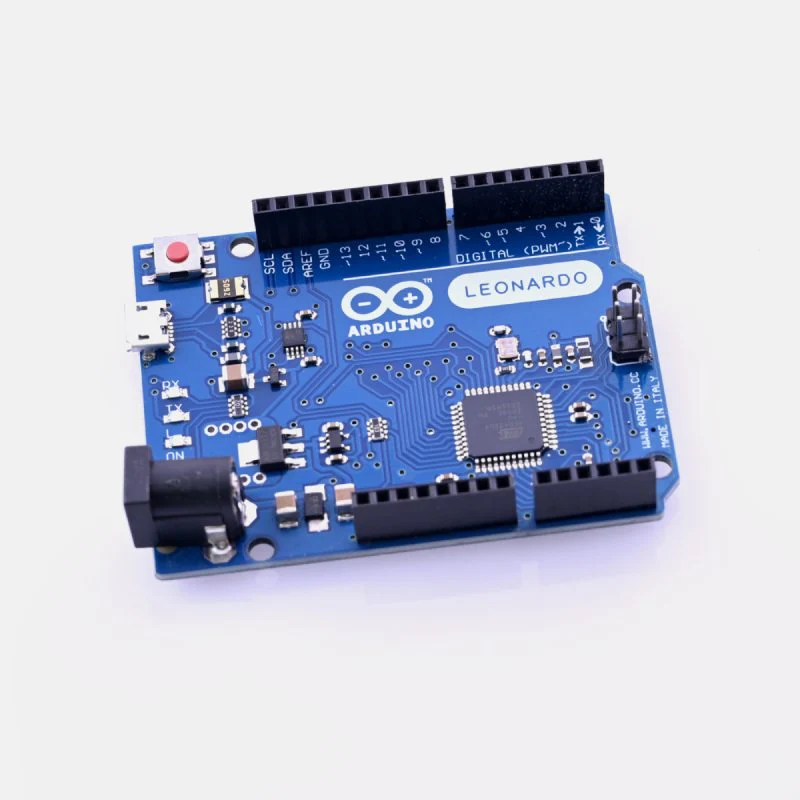 SCL
SDA
AREF
GND
~13
12
~11
~10
~9
8
7
~6
~5
4
~3
2
TX→1
RX←0
DIGITAL (PWM~)
ARDUINO
TM
LEONARDO
RX
TX
ON
WWW.ARDUINO.CC
MADE IN ITALY